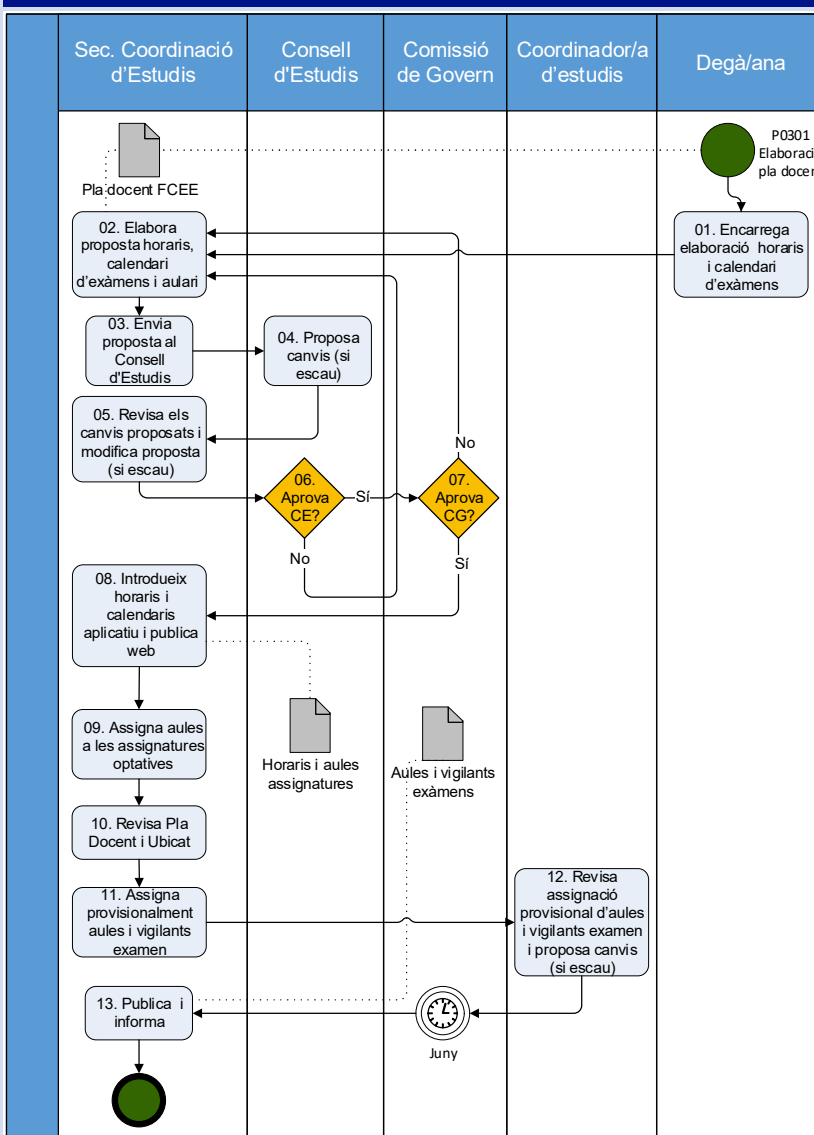 Sec. Coordinació
d'Estudis
Consell
d'Estudis
Comissió
de Govern
Coordinador/a
d'estudis
Degà/ana
P0301
pla
Pla docent FCEE
01. Encarrega
elaboració horaris
i calendari
d'exàmens
02. Elabora
proposta horaris,
calendari
d'exàmens i aulari
03. Envia
proposta al
Consell
d'Estudis
04. Proposa
canvis (si
escau)
05. Revisa els
canvis proposats i
modifica proposta
(si escau)
06.
Aprova
CE?
Sí
No
07.
Aprova
CG?
No
Sí
08. Introdueix
horaris i
calendaris
aplicatiu i publica
web
Horaris i aules
assignatures
Aules i vigilants
exàmens
09. Assigna aules
a les assignatures
optatives
10. Revisa Pla
Docent i Ubicat
11. Assigna
provisionalment
aules i vigilants
examen
12. Revisa
assignació
provisional d'aules
i vigilants examen
i proposa canvis
(si escau)
Juny
13. Publica i
informa